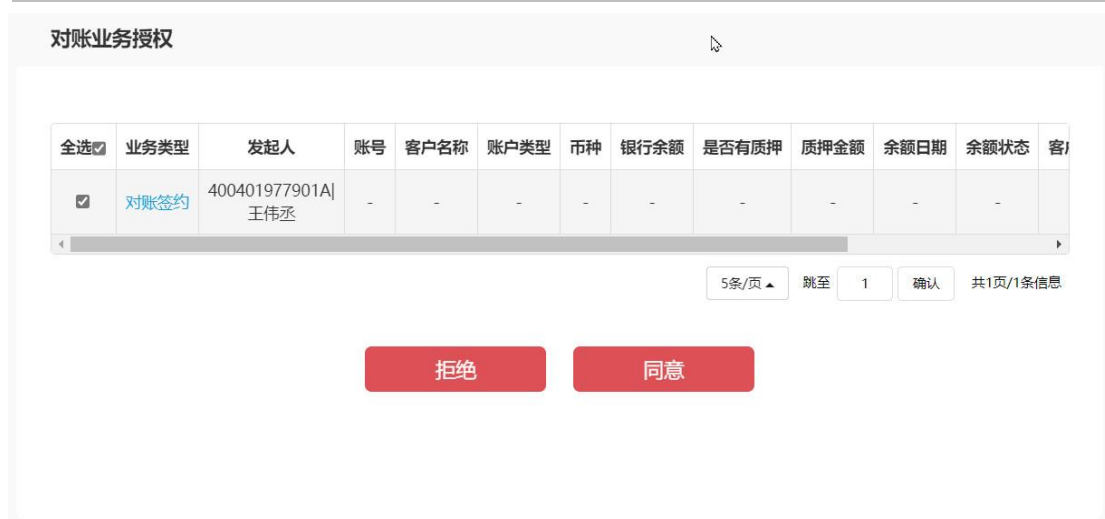 对账业务授权
全选 业务类型 发起人 账号 客户名称 账户类型 币种 银行余额 是否有质押 质押金额 余额日期 余额状态
对账签约 400401977901A| - - - - - - - - -
王伟丞
5条/页 跳至 1 确认 共1页/1条信息
拒绝 同意